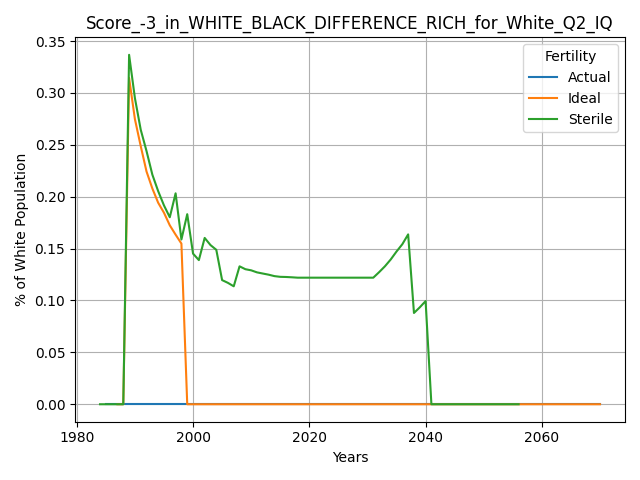 Score_-3_in_WHITE_BLACK_DIFFERENCE_RICH_for_White_Q2_IQ
0.35
0.30
0.25
0.20
0.15
0.10
0.05
0.00
% of White Population
Fertility
Actual
Ideal
Sterile
1980
2000
2020
2040
2060
Years